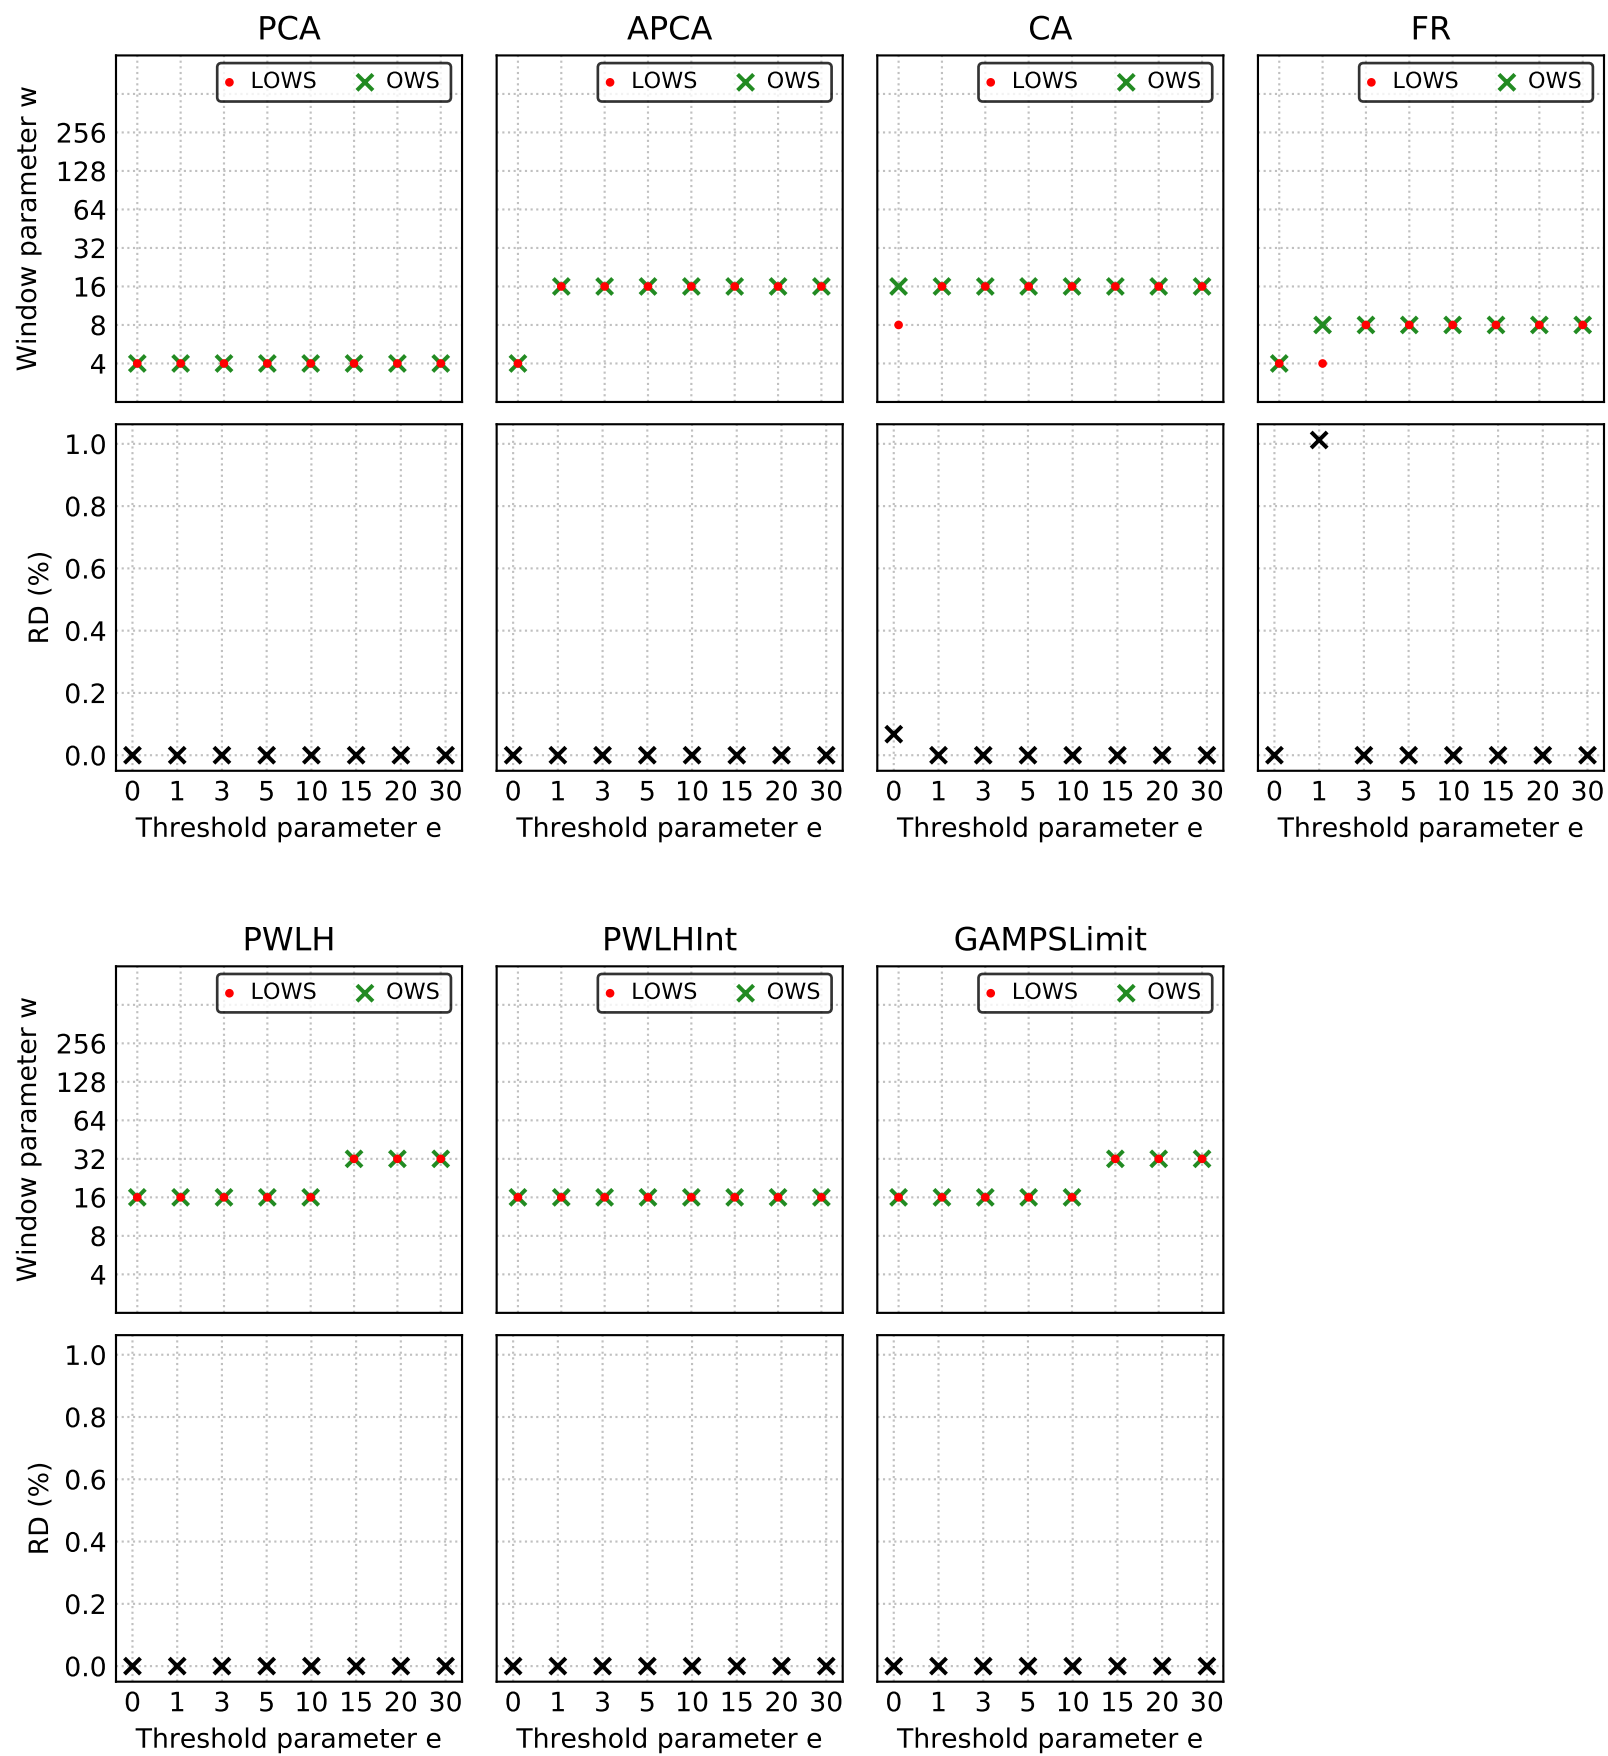 PCA APCA CA FR
LOWS OWS LOWS OWS LOWS OWS LOWS OWS
Window parameter w
256
128
64
32
16
8
4
RD (%)
1.0
0.8
0.6
0.4
0.2
0.0
0 1 3 5 10 15 20 30 0 1 3 5 10 15 20 30 0 1 3 5 10 15 20 30 0 1 3 5 10 15 20 30
Threshold parameter e Threshold parameter e Threshold parameter e Threshold parameter e
PWLH PWLHInt GAMPSLimit
LOWS OWS LOWS OWS LOWS OWS
Window parameter w
256
128
64
32
16
8
4
RD (%)
1.0
0.8
0.6
0.4
0.2
0.0
0 1 3 5 10 15 20 30 0 1 3 5 10 15 20 30 0 1 3 5 10 15 20 30
Threshold parameter e Threshold parameter e Threshold parameter e